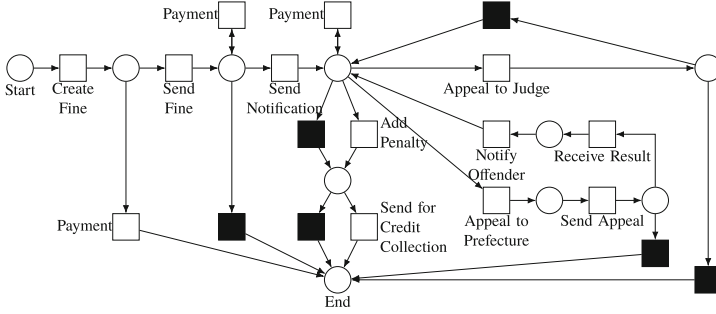 Payment
Payment
Start
Create
Fine
Send
Fine
Send
Notification
Appeal to Judge
Add
Penalty
Notify
Offender
Receive Result
Payment
Send for
Credit
Collection
Appeal to
Prefecture
Send Appeal
End